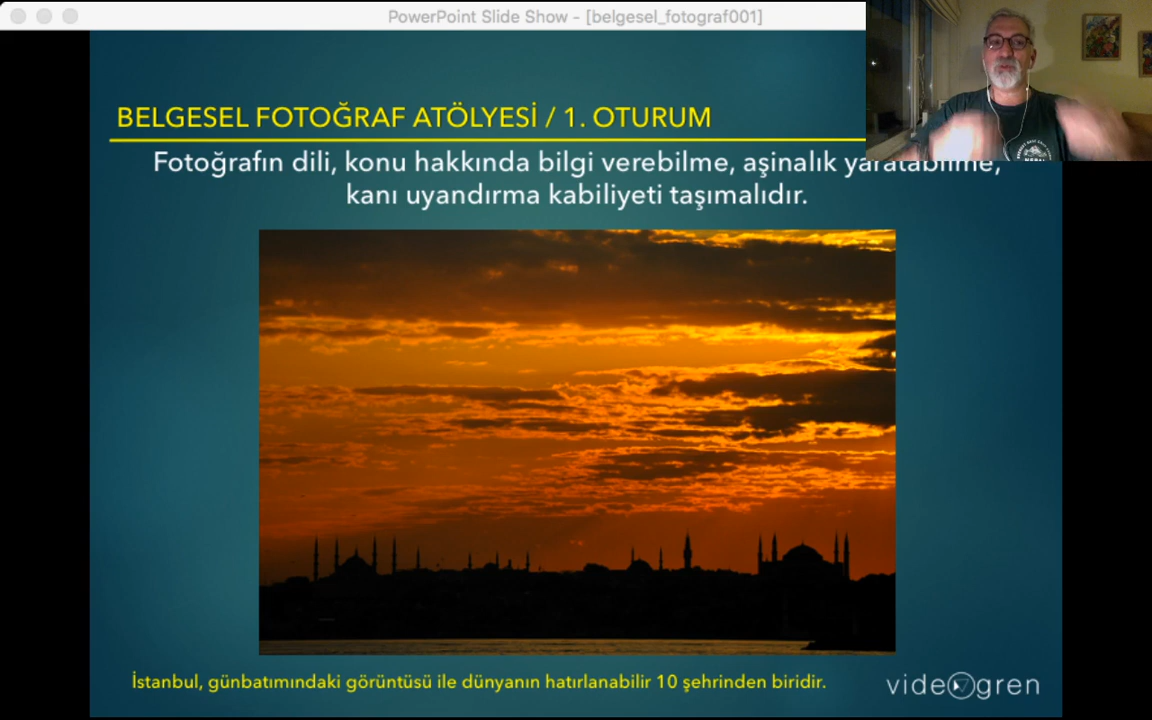 PowerPoint Slide Show - [belgesel_fotograf001]
BELGESEL FOTOĞRAF ATÖLYESİ / 1. OTURUM
Fotoğrafın dili, konu hakkında bilgi verebilme, aşinalık yaratabilme,
kanı uyandırma kabiliyeti taşımalıdır.
İstanbul, günbatımındaki görüntüsü ile dünyanın hatırlanabilir 10 şehrinden biridir.
videogren